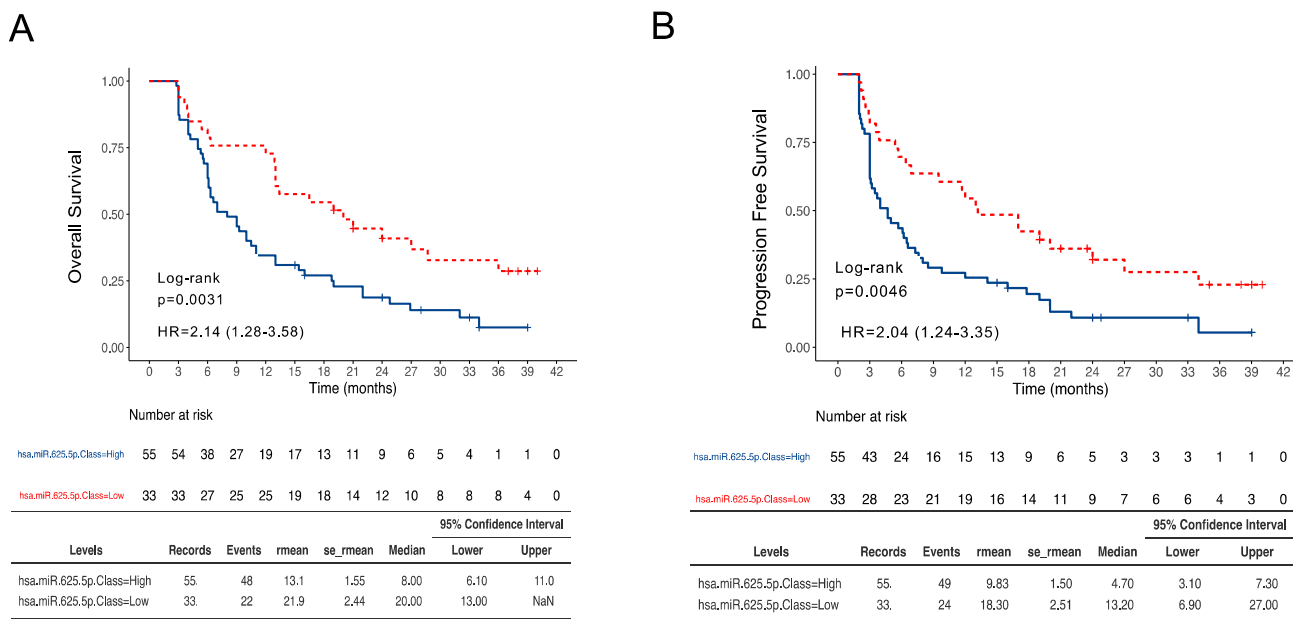 A
Overall Survival
1.00
0.75
0.50
0.25
0.00
Log-rank
p=0.0031
HR=2.14 (1.28-3.58)
0 3 6 9 12 15 18 21 24 27 30 33 36 39 42
Time (months)
Number at risk
hsa.miR.625.5p.Class=High 55 54 38 27 19 17 13 11 9 6 5 4 1 1 0
hsa.miR.625.5p.Class=Low 33 33 27 25 25 19 18 14 12 10 8 8 8 4 0
95% Confidence Interval
Levels Records Events rmean se_rmean Median Lower Upper
hsa.miR.625.5p.Class=High 55. 48 13.1 1.55 8.00 6.10 11.0
hsa.miR.625.5p.Class=Low 33. 22 21.9 2.44 20.00 13.00 NaN
B
Progression Free Survival
1.00
0.75
0.50
0.25
0.00
Log-rank
p=0.0046
HR=2.04 (1.24-3.35)
0 3 6 9 12 15 18 21 24 27 30 33 36 39 42
Time (months)
Number at risk
hsa.miR.625.5p.Class=High 55 43 24 16 15 13 9 6 5 3 3 3 1 1 0
hsa.miR.625.5p.Class=Low 33 28 23 21 19 16 14 11 9 7 6 6 4 3 0
95% Confidence Interval
Levels Records Events rmean se_rmean Median Lower Upper
hsa.miR.625.5p.Class=High 55. 49 9.83 1.50 4.70 3.10 7.30
hsa.miR.625.5p.Class=Low 33. 24 18.30 2.51 13.20 6.90 27.00